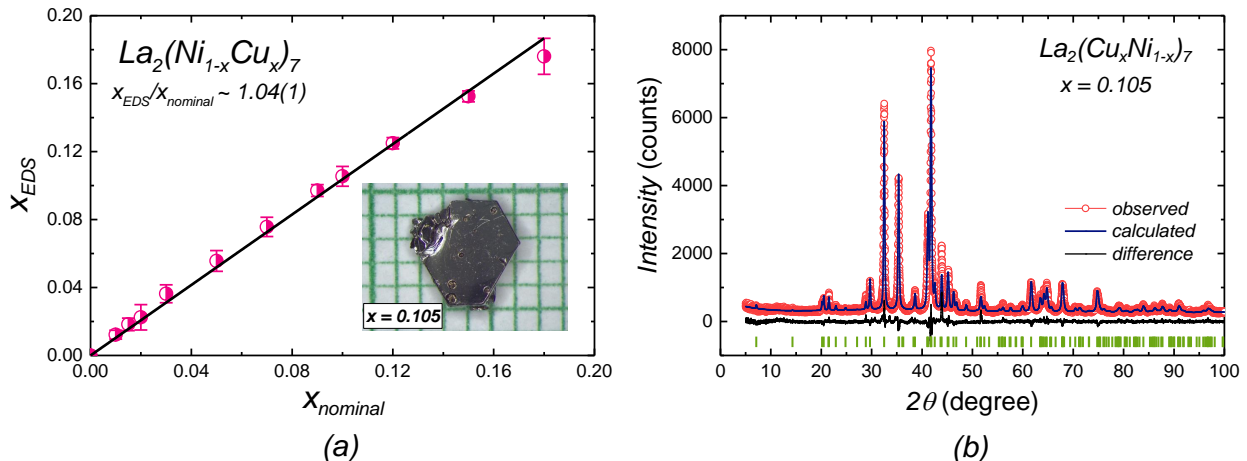 La2(Ni1-xCux)7
xEDS/xnominal ~ 1.04(1)
0.20
0.16
0.12
0.08
0.04
0.00
xEDS
x = 0.105
0.00 0.04 0.08 0.12 0.16 0.20
xnominal
(a)
La2(CuxNi1-x)7
x = 0.105
8000
6000
4000
2000
0
Intensity (counts)
observed
calculated
difference
0 10 20 30 40 50 60 70 80 90 100
2θ (degree)
(b)